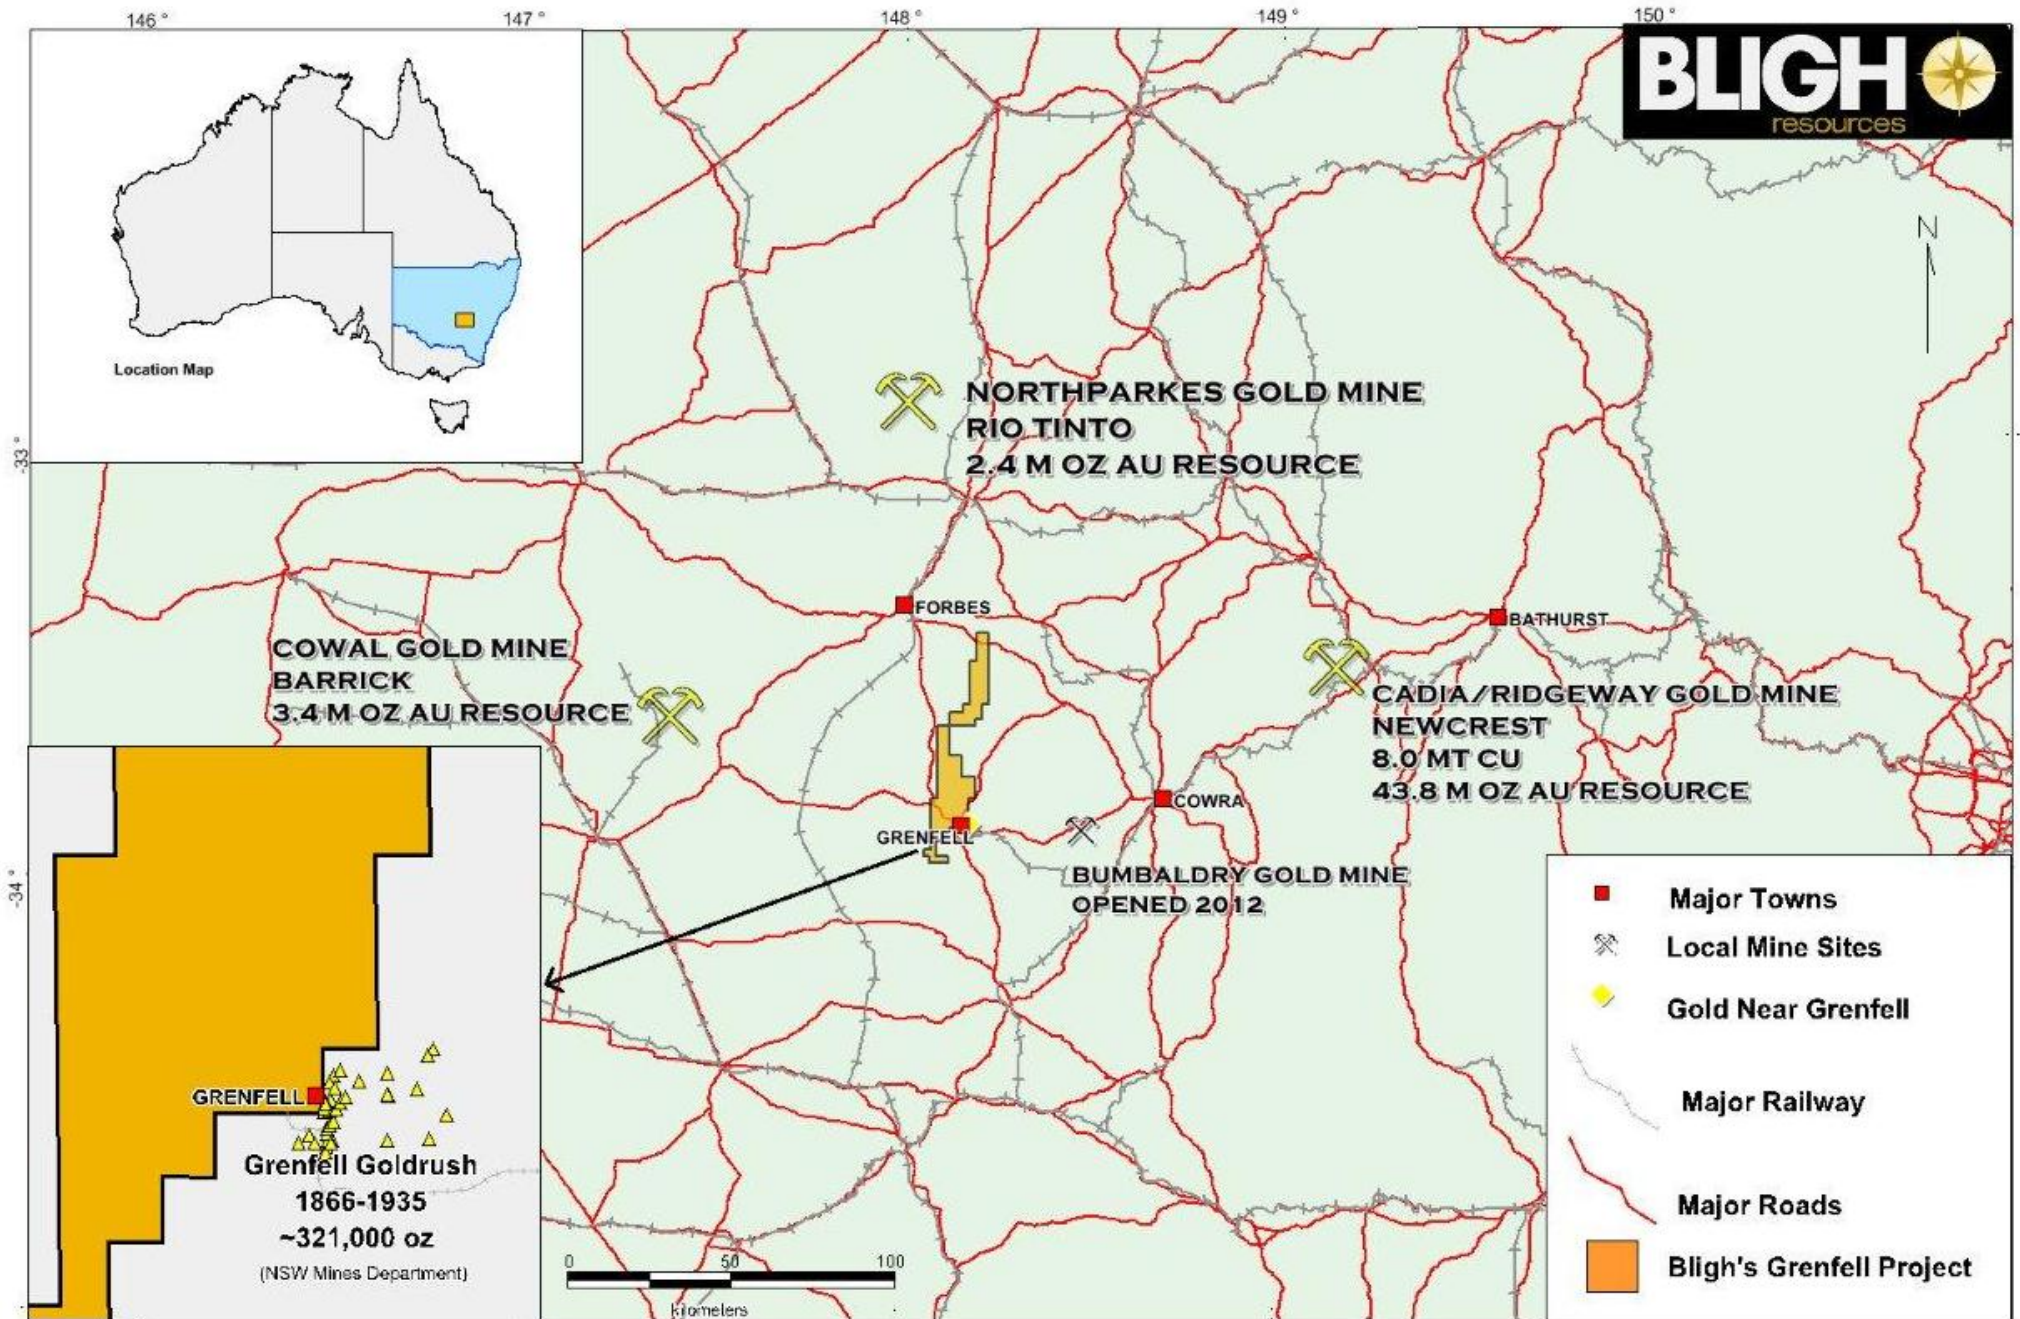 146 °
147 °
148 °
149 °
150 °
BLIGH
resources
N
Location Map
NORTHPARKES GOLD MINE
RIO TINTO
2.4 M OZ AU RESOURCE
-33 °
FORBES
BATHURST
COWAL GOLD MINE
BARRICK
3.4 M OZ AU RESOURCE
CADIA/RIDGEWAY GOLD MINE
NEWCREST
8.0 MT CU
43.8 M OZ AU RESOURCE
COWRA
GRENFELL
BUMBALDRY GOLD MINE
OPENED 2012
-34 °
GRENFELL
Grenfell Goldrush
1866-1935
~321,000 oz
(NSW Mines Department)
0 50 100
kilometers
Major Towns
Local Mine Sites
Gold Near Grenfell
Major Railway
Major Roads
Bligh's Grenfell Project